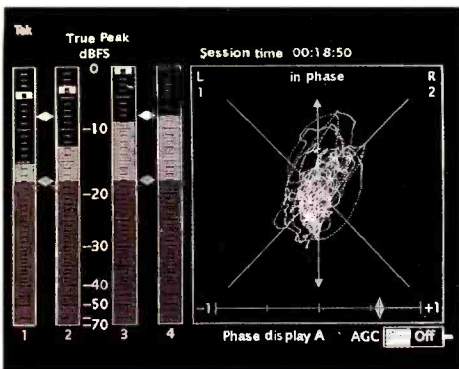 Tek
True Peak
dBFS
Session time 00:18:50
0
-10
-20
-30
-40
-50
-70
1 2 3 4
L in phase R
1 2
-1 +1
Phase display A AGC Off